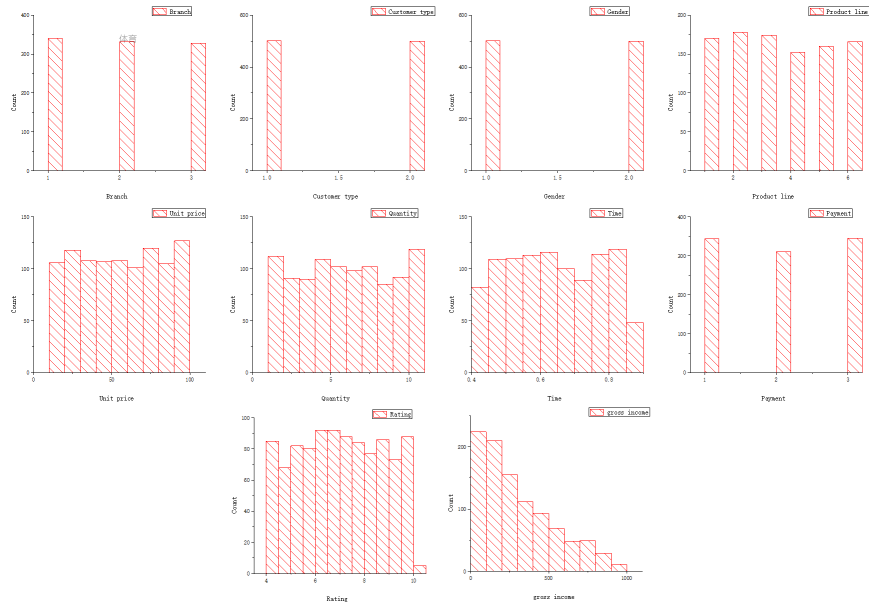 400
300
200
100
0
Count
Branch
体育
1
2
3
Branch
600
400
200
0
Count
Customer type
1.0
1.5
2.0
Customer type
600
400
200
0
Count
Gender
1.0
1.5
2.0
Gender
200
150
100
50
0
Count
Product line
2
4
6
Product line
150
100
50
0
Count
Unit price
0
50
100
Unit price
150
100
50
0
Count
Quantity
0
5
10
Quantity
150
100
50
0
Count
Time
0.4
0.6
0.8
Time
400
300
200
100
0
Count
Payment
1
2
3
Payment
100
80
60
40
20
0
Count
Rating
4
6
8
10
Rating
200
100
0
Count
gross income
0
500
1000
gross income